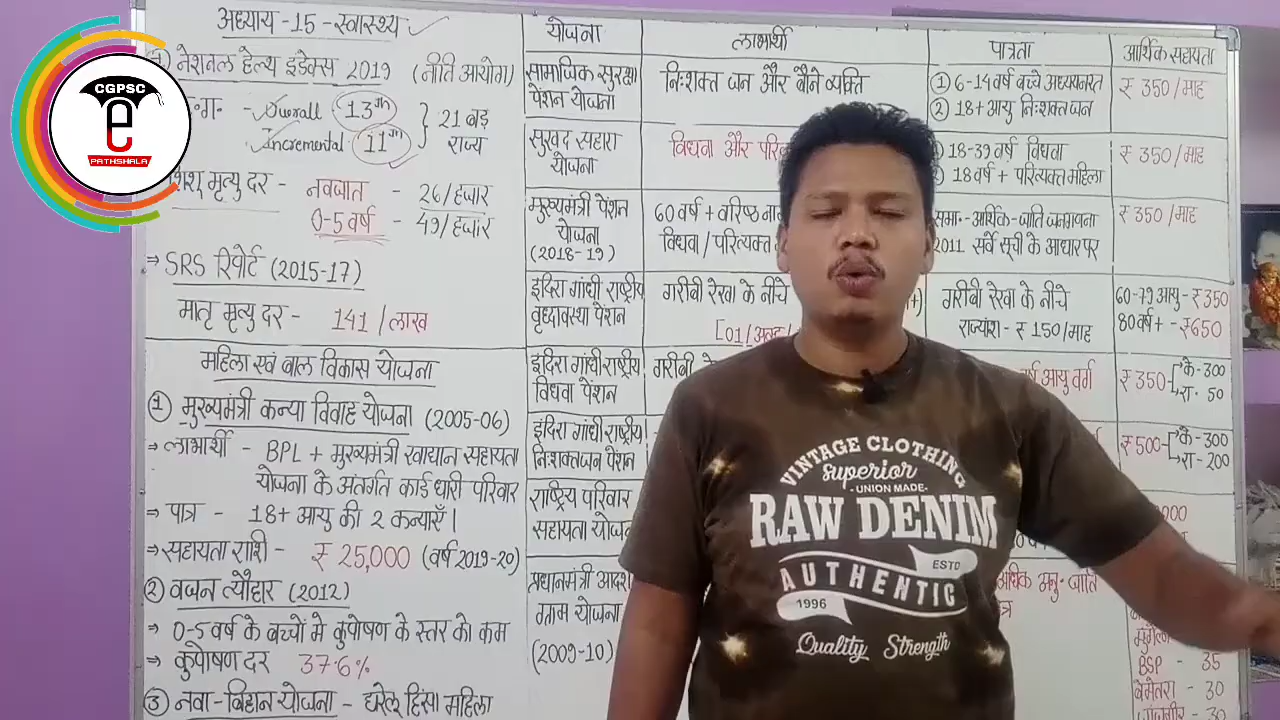 CGPSC
e
PATHSHALA
अध्याय -15 - स्वास्थ्य
नेशनल हेल्थ इंडेक्स 2019 (नीति आयोग)
Overall 13th
Incremental 11th
21 बड़े
राज्य
मृत्यु दर - नवजात - 26/हजार
0-5 वर्ष - 49/हजार
→ SRS रिपोर्ट (2015-17)
मातृ मृत्यु दर - 141 /लाख
महिला एवं बाल विकास योजना
① मुख्यमंत्री कन्या विवाह योजना (2005-06)
→ लाभार्थी - BPL + मुख्यमंत्री खाद्यान सहायता
योजना के अंतर्गत कार्डधारी परिवार
→ पात्र - 18+ आयु की 2 कन्याएँ।
→ सहायता राशि - ₹ 25,000 (वर्ष 2019-20)
② वजन त्यौहार (2012)
→ 0-5 वर्ष के बच्चों मे कुपोषण के स्तर को कम
→ कुपोषण दर 37.6%
③ नवा-बिहान योजना - घरेलू हिंसा महिला
योजना
लाभार्थी
पात्रता
आर्थिक सहायता
सामाजिक सुरक्षा
पेंशन योजना
निःशक्त जन और बौने व्यक्ति
① 6-14 वर्ष बच्चे अध्ययनरत
② 18+ आयु निःशक्त जन
₹ 350 /माह
सुखद सहारा
योजना
विधवा और
18-39 वर्ष विधवा
18 वर्ष + परित्यक्त महिला
₹ 350 /माह
मुख्यमंत्री पेंशन
योजना
(2018-19)
60 वर्ष + वरिष्ठ
विधवा / परित्यक्त
समा.-आर्थिक-जाति जनगणना
2011 सर्वे सूची के आधार पर
₹ 350 /माह
इंदिरा गांधी राष्ट्रीय
वृध्दावस्था पेंशन
गरीबी रेखा के नीचे
गरीबी रेखा के नीचे
राज्यांश - ₹ 150/माह
60-79 आयु - ₹350
80 वर्ष + - ₹650
इंदिरा गांधी राष्ट्रीय
विधवा पेंशन
गरीबी
आयु वर्ग
₹ 350
के - 300
रा - 50
इंदिरा गांधी राष्ट्रीय
निःशक्तजन पेंशन
₹ 500
के - 300
रा - 200
राष्ट्रिय परिवार
सहायता
प्रधानमंत्री
ग्राम योजना
(2009-10)
BSP - 35
बेमेतरा - 30
VINTAGE CLOTHING
superior
- UNION MADE -
RAW DENIM
ESTD
AUTHENTIC
1996
Quality Strength